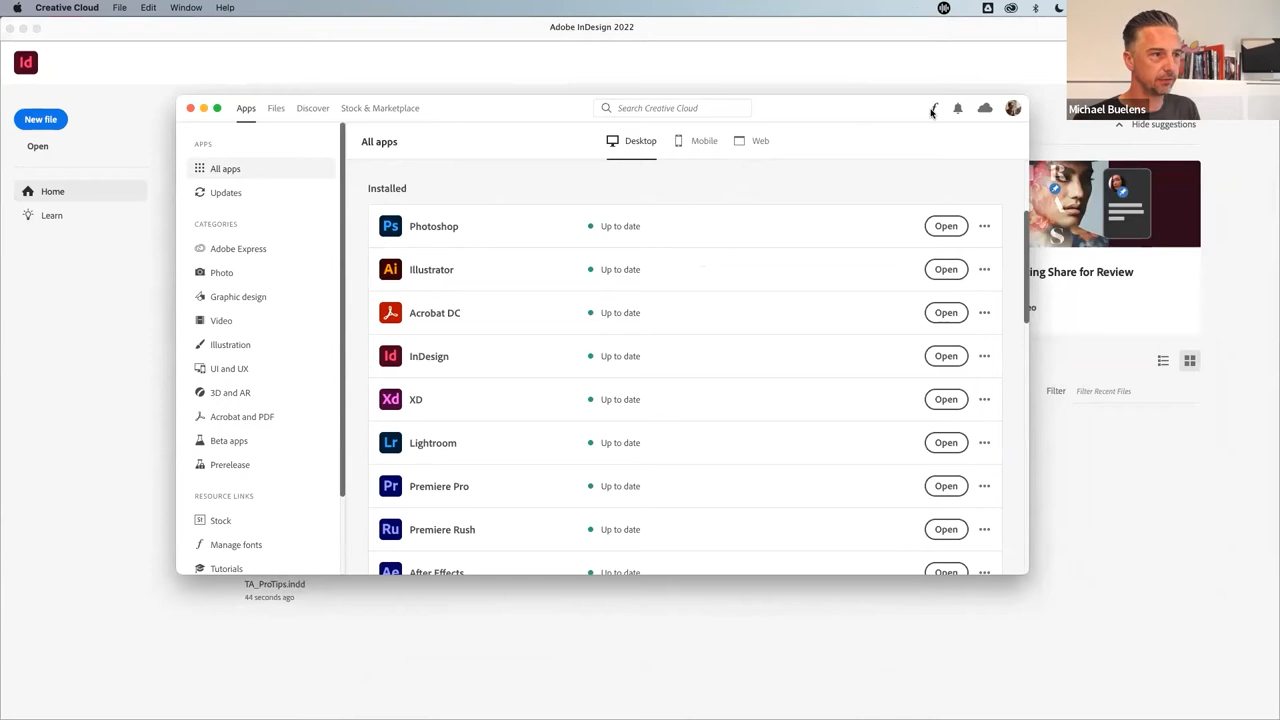 Creative Cloud File Edit Window Help
Adobe InDesign 2022
Id
Michael Buelens
New file
Open
Home
Learn
Apps Files Discover Stock & Marketplace
Search Creative Cloud
APPS
All apps
Updates
CATEGORIES
Adobe Express
Photo
Graphic design
Video
Illustration
UI and UX
3D and AR
Acrobat and PDF
Beta apps
Prerelease
RESOURCE LINKS
St Stock
Manage fonts
Tutorials
All apps
Desktop Mobile Web
Installed
Ps Photoshop Up to date Open
Ai Illustrator Up to date Open
Acrobat DC Up to date Open
Id InDesign Up to date Open
Xd XD Up to date Open
Lr Lightroom Up to date Open
Pr Premiere Pro Up to date Open
Ru Premiere Rush Up to date Open
Ae After Effects Up to date Open
Hide suggestions
R
A S
S
ing Share for Review
eo
Filter Filter Recent Files
TA_ProTips.indd
44 seconds ago